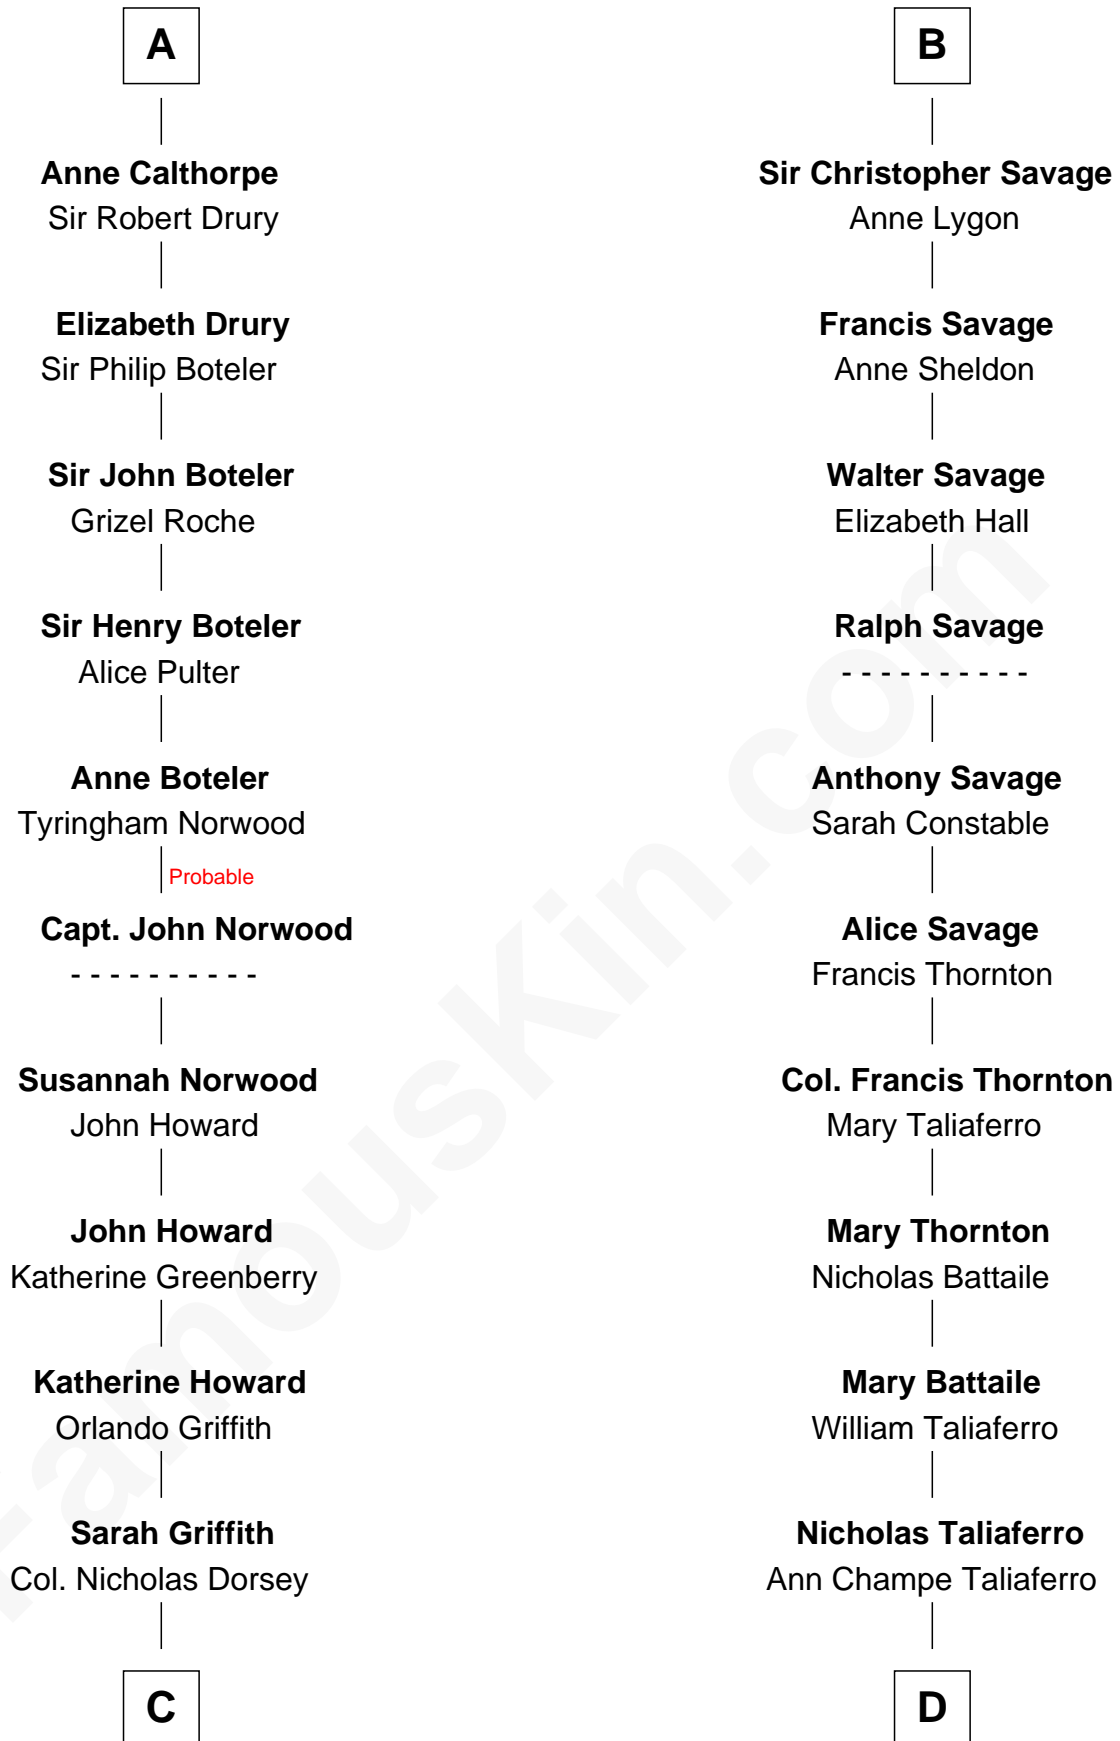 A
Anne Calthorpe
Sir Robert Drury
Elizabeth Drury
Sir Philip Boteler
Sir John Boteler
Grizel Roche
Sir Henry Boteler
Alice Pulter
Anne Boteler
Tyringham Norwood
Probable
Capt. John Norwood
- - - - - - - - - -
Susannah Norwood
John Howard
John Howard
Katherine Greenberry
Katherine Howard
Orlando Griffith
Sarah Griffith
Col. Nicholas Dorsey
C
B
Sir Christopher Savage
Anne Lygon
Francis Savage
Anne Sheldon
Walter Savage
Elizabeth Hall
Ralph Savage
- - - - - - - - - -
Anthony Savage
Sarah Constable
Alice Savage
Francis Thornton
Col. Francis Thornton
Mary Taliaferro
Mary Thornton
Nicholas Battaile
Mary Battaile
William Taliaferro
Nicholas Taliaferro
Ann Champe Taliaferro
D
FamousKin.com